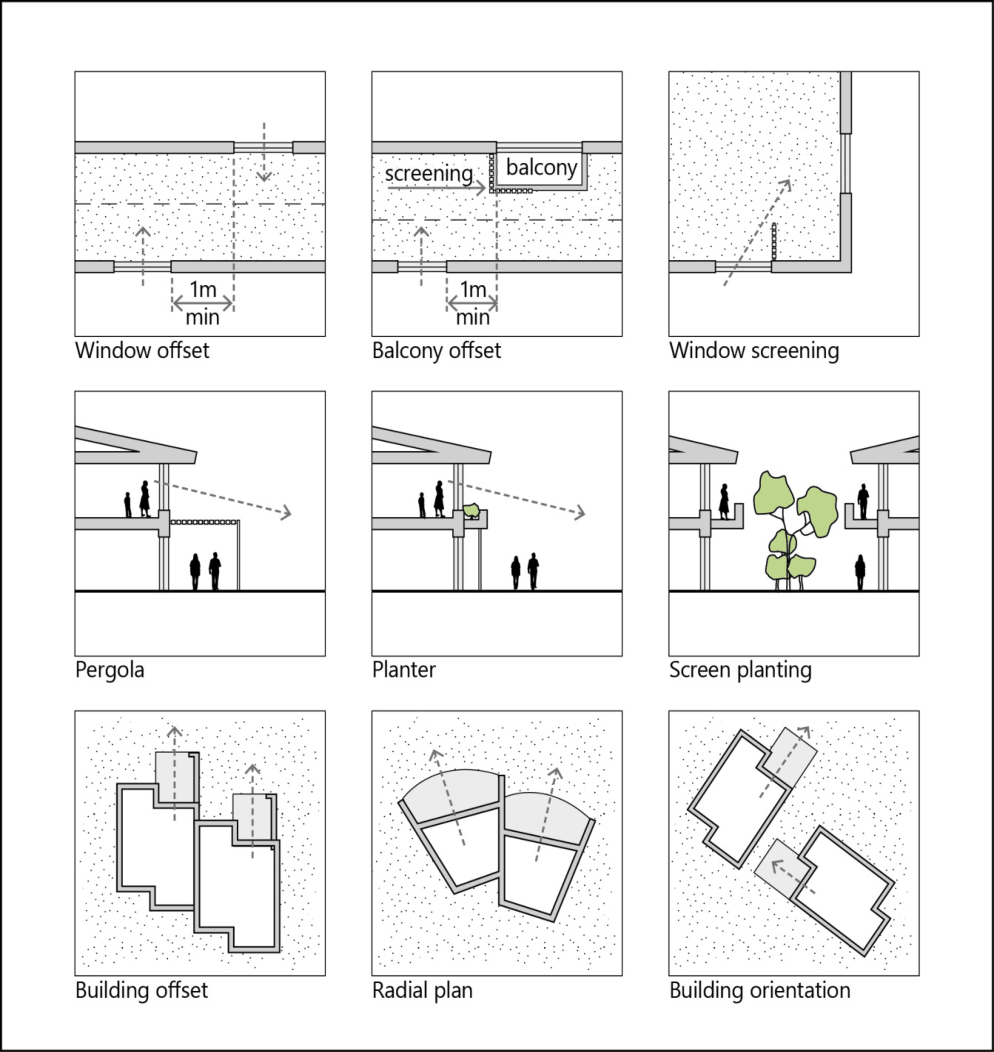 1m
min
Window offset
screening
balcony
1m
min
Balcony offset
Window screening
Pergola
Planter
Screen planting
Building offset
Radial plan
Building orientation